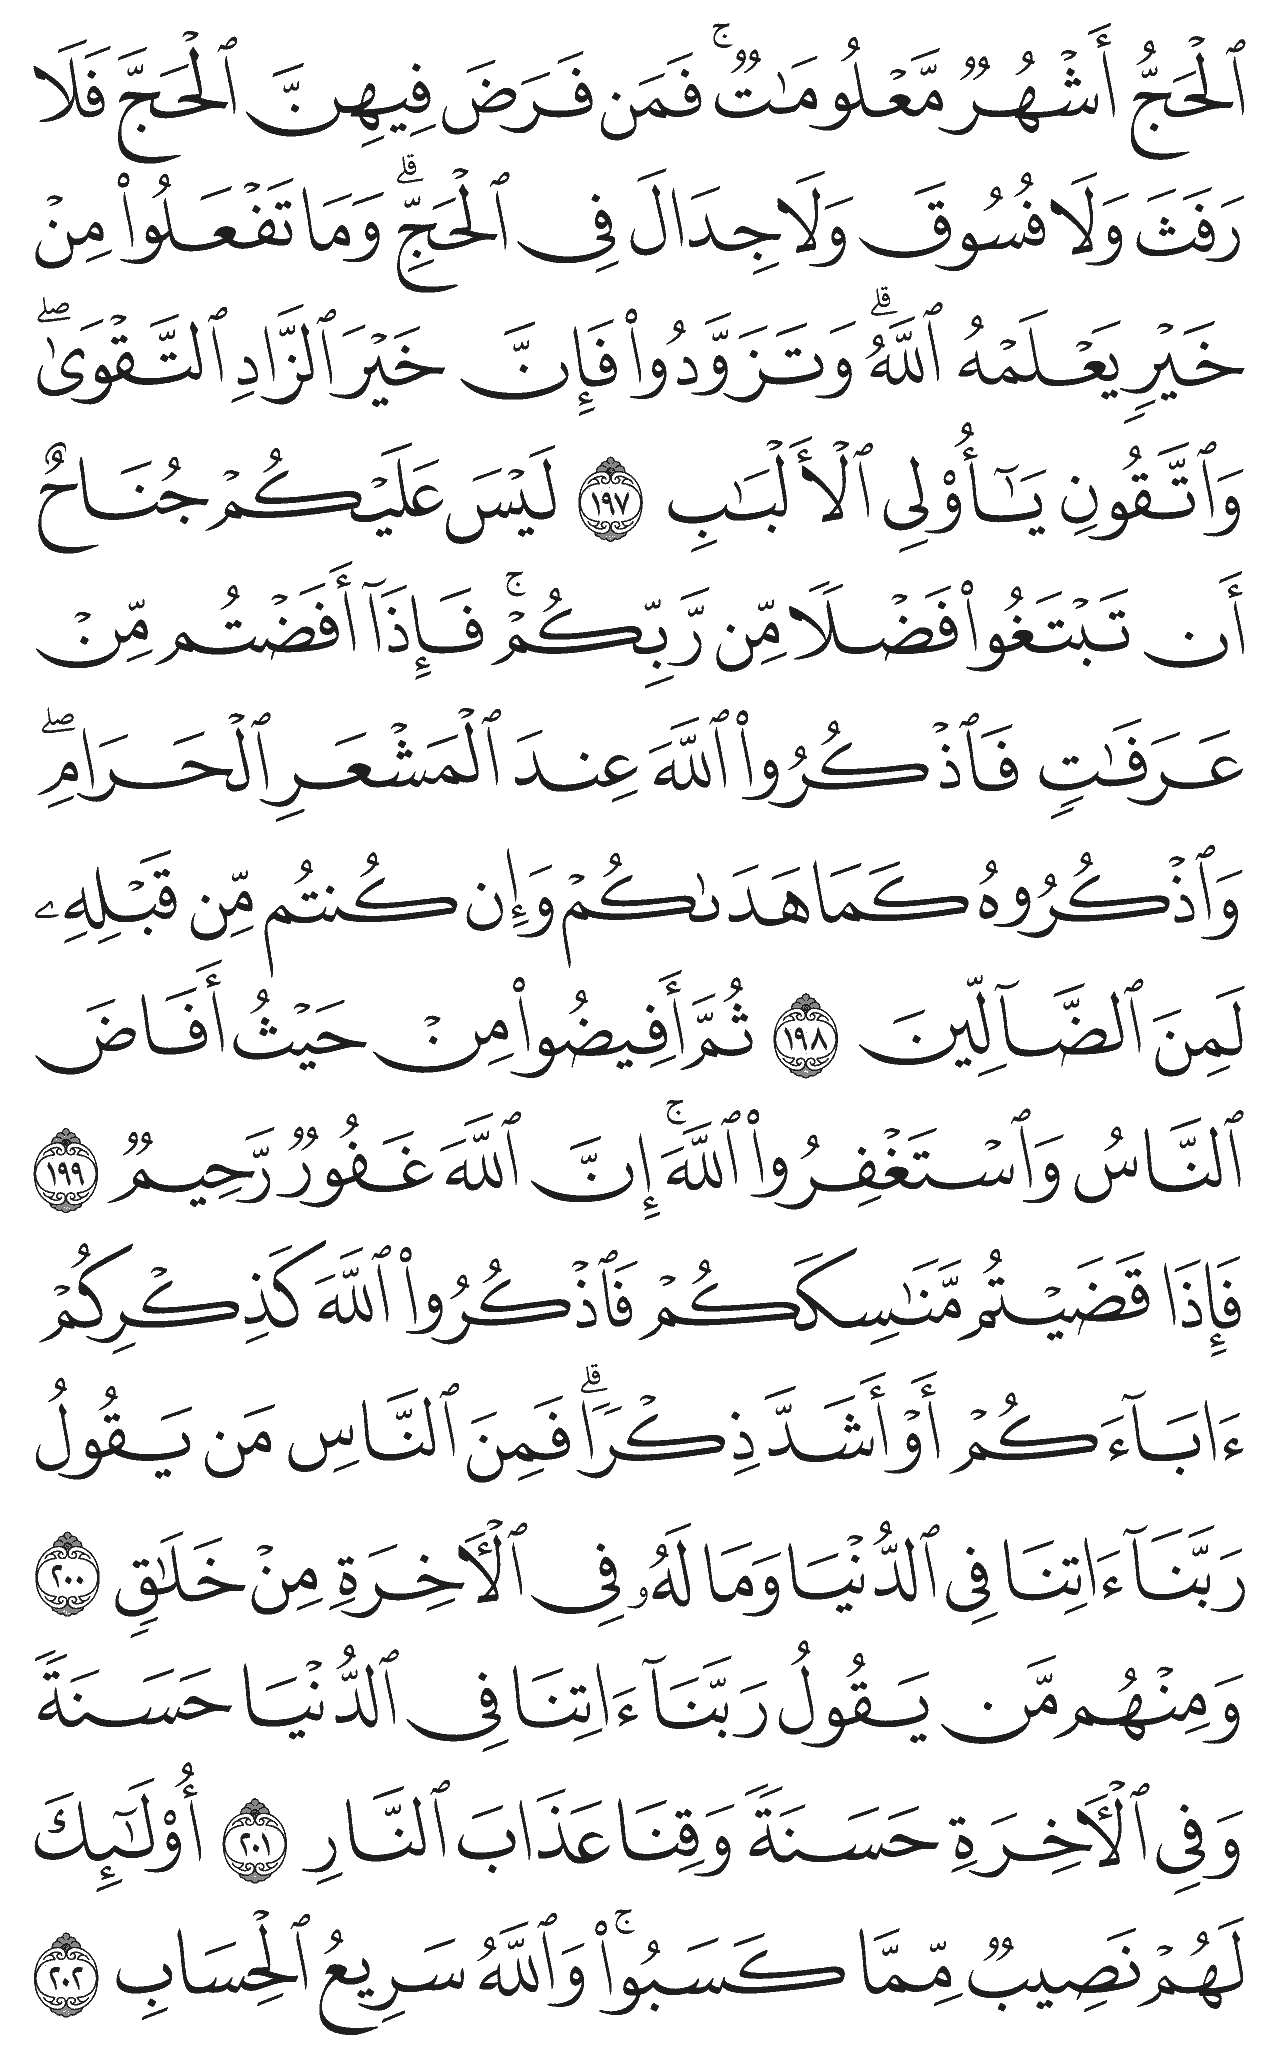 ٱلْحَجُّ أَشْهُرٌ مَّعْلُومَٰتٌ ۚ فَمَن فَرَضَ فِيهِنَّ ٱلْحَجَّ فَلَا
رَفَثَ وَلَا فُسُوقَ وَلَا جِدَالَ فِى ٱلْحَجِّ ۗ وَمَا تَفْعَلُوا۟ مِنْ
خَيْرٍ يَعْلَمْهُ ٱللَّهُ ۗ وَتَزَوَّدُوا۟ فَإِنَّ خَيْرَ ٱلزَّادِ ٱلتَّقْوَىٰ ۖ
وَٱتَّقُونِ يَـٰٓأُو۟لِى ٱلْأَلْبَـٰبِ ١٩٧ لَيْسَ عَلَيْكُمْ جُنَاحٌ
أَن تَبْتَغُوا۟ فَضْلًا مِّن رَّبِّكُمْ ۚ فَإِذَآ أَفَضْتُم مِّنْ
عَرَفَـٰتٍ فَٱذْكُرُوا۟ ٱللَّهَ عِندَ ٱلْمَشْعَرِ ٱلْحَرَامِ ۖ
وَٱذْكُرُوهُ كَمَا هَدَىٰكُمْ وَإِن كُنتُم مِّن قَبْلِهِۦ
لَمِنَ ٱلضَّآلِّينَ ١٩٨ ثُمَّ أَفِيضُوا۟ مِنْ حَيْثُ أَفَاضَ
ٱلنَّاسُ وَٱسْتَغْفِرُوا۟ ٱللَّهَ ۚ إِنَّ ٱللَّهَ غَفُورٌ رَّحِيمٌ ١٩٩
فَإِذَا قَضَيْتُم مَّنَـٰسِكَكُمْ فَٱذْكُرُوا۟ ٱللَّهَ كَذِكْرِكُمْ
ءَابَآءَكُمْ أَوْ أَشَدَّ ذِكْرًا ۗ فَمِنَ ٱلنَّاسِ مَن يَقُولُ
رَبَّنَآ ءَاتِنَا فِى ٱلدُّنْيَا وَمَا لَهُۥ فِى ٱلْـَٔاخِرَةِ مِنْ خَلَـٰقٍ ٢٠٠
وَمِنْهُم مَّن يَقُولُ رَبَّنَآ ءَاتِنَا فِى ٱلدُّنْيَا حَسَنَةً
وَفِى ٱلْـَٔاخِرَةِ حَسَنَةً وَقِنَا عَذَابَ ٱلنَّارِ ٢٠١ أُو۟لَـٰٓئِكَ
لَهُمْ نَصِيبٌ مِّمَّا كَسَبُوا۟ ۚ وَٱللَّهُ سَرِيعُ ٱلْحِسَابِ ٢٠٢